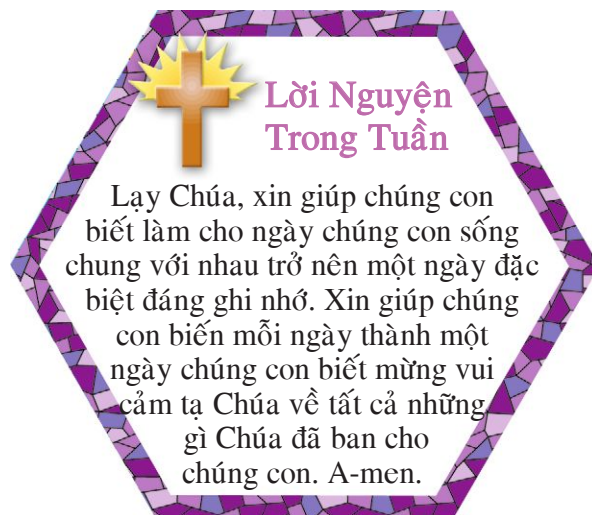 Lời Nguyện
Trong Tuần
Lạy Chúa, xin giúp chúng con
biết làm cho ngày chúng con sống
chung với nhau trở nên một ngày đặc
biệt đáng ghi nhớ. Xin giúp chúng
con biến mỗi ngày thành một
ngày chúng con biết mừng vui
cảm tạ Chúa về tất cả những
gì Chúa đã ban cho
chúng con. A-men.